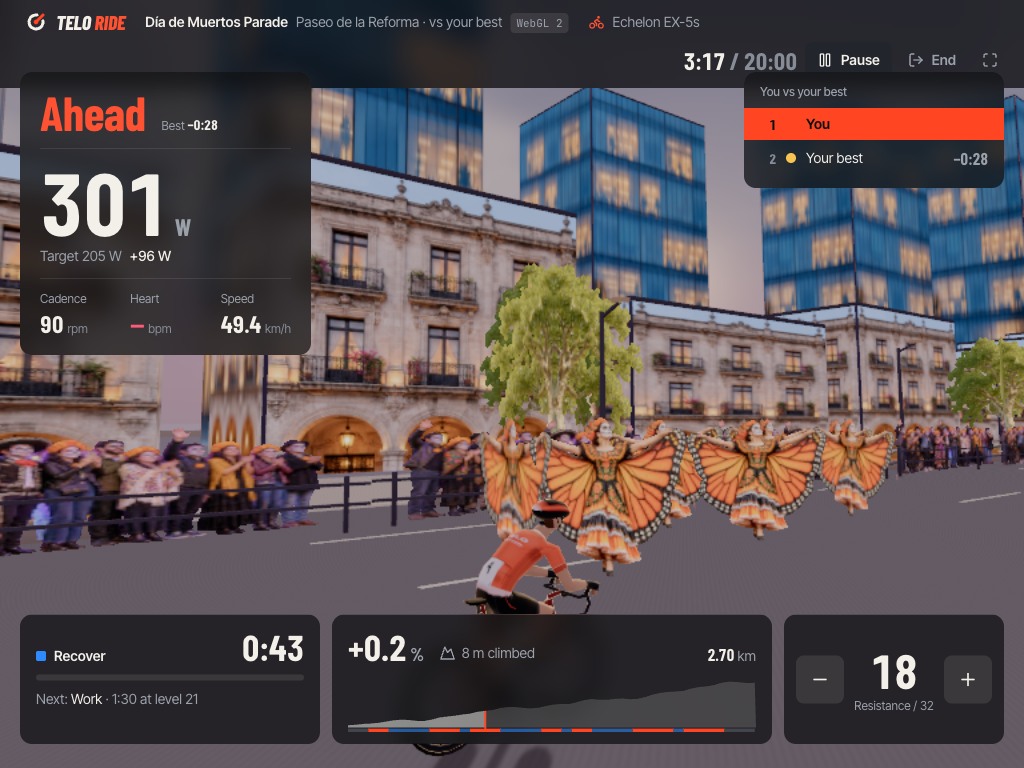 TELO RIDE Día de Muertos Parade Paseo de la Reforma · vs your best WebGL 2 Echelon EX-5s
3:17 / 20:00 Pause End
Ahead Best −0:28
301 W
Target 205 W +96 W
Cadence Heart Speed
90 rpm — bpm 49.4 km/h
You vs your best
1 You
2 Your best −0:28
Recover 0:43
Next: Work · 1:30 at level 21
+0.2 % 8 m climbed 2.70 km
− 18 +
Resistance / 32